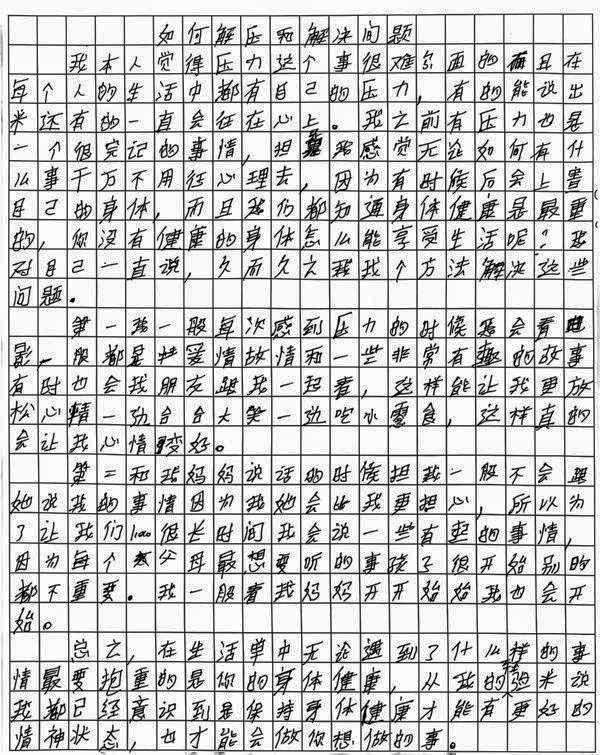 如何解压和解决问题
我本人觉得压力这个事很难尔面的而且在
每个人的生活中都有自己的压力，有的能说出
来还有的一直会往在心上。我之前有压力也是
一个很完记的事情，担我感觉无论如何有什
么事千万不用往心理去，因为有时候后会上害
自己的身体，而且我们都知道身体健康是最重
的，你没有健康的身体怎么能享受生活呢？我
对自己一直说，久而久之我找个方法解决这些
问题。
第一我一般每次感到压力的时候会看电
影，一般都是共爱情故情和一些非常有趣的故事
有时也会找朋友跟我一起看，这样能让我更放
松心精一边台台大笑一边吃小零食，这样真的
会让我心情变好。
第二和我妈妈说话的时候担我一般不会跟
她说我的事情因为我她会比我更担心，所以为
了让我们很长时间我会说一些有趣的事情，
因为每个父母最想要听的事孩子很开始别的
都不重要。我一般看我妈妈开开始始我也会开
始。
总之，在生活单中无论遇到了什么样的事
情最要抱重的是你的身体健康，从我的经来说
我都已经意识到是保持身体健康才能有更好的
情神状态，也才能会做你想做的事。